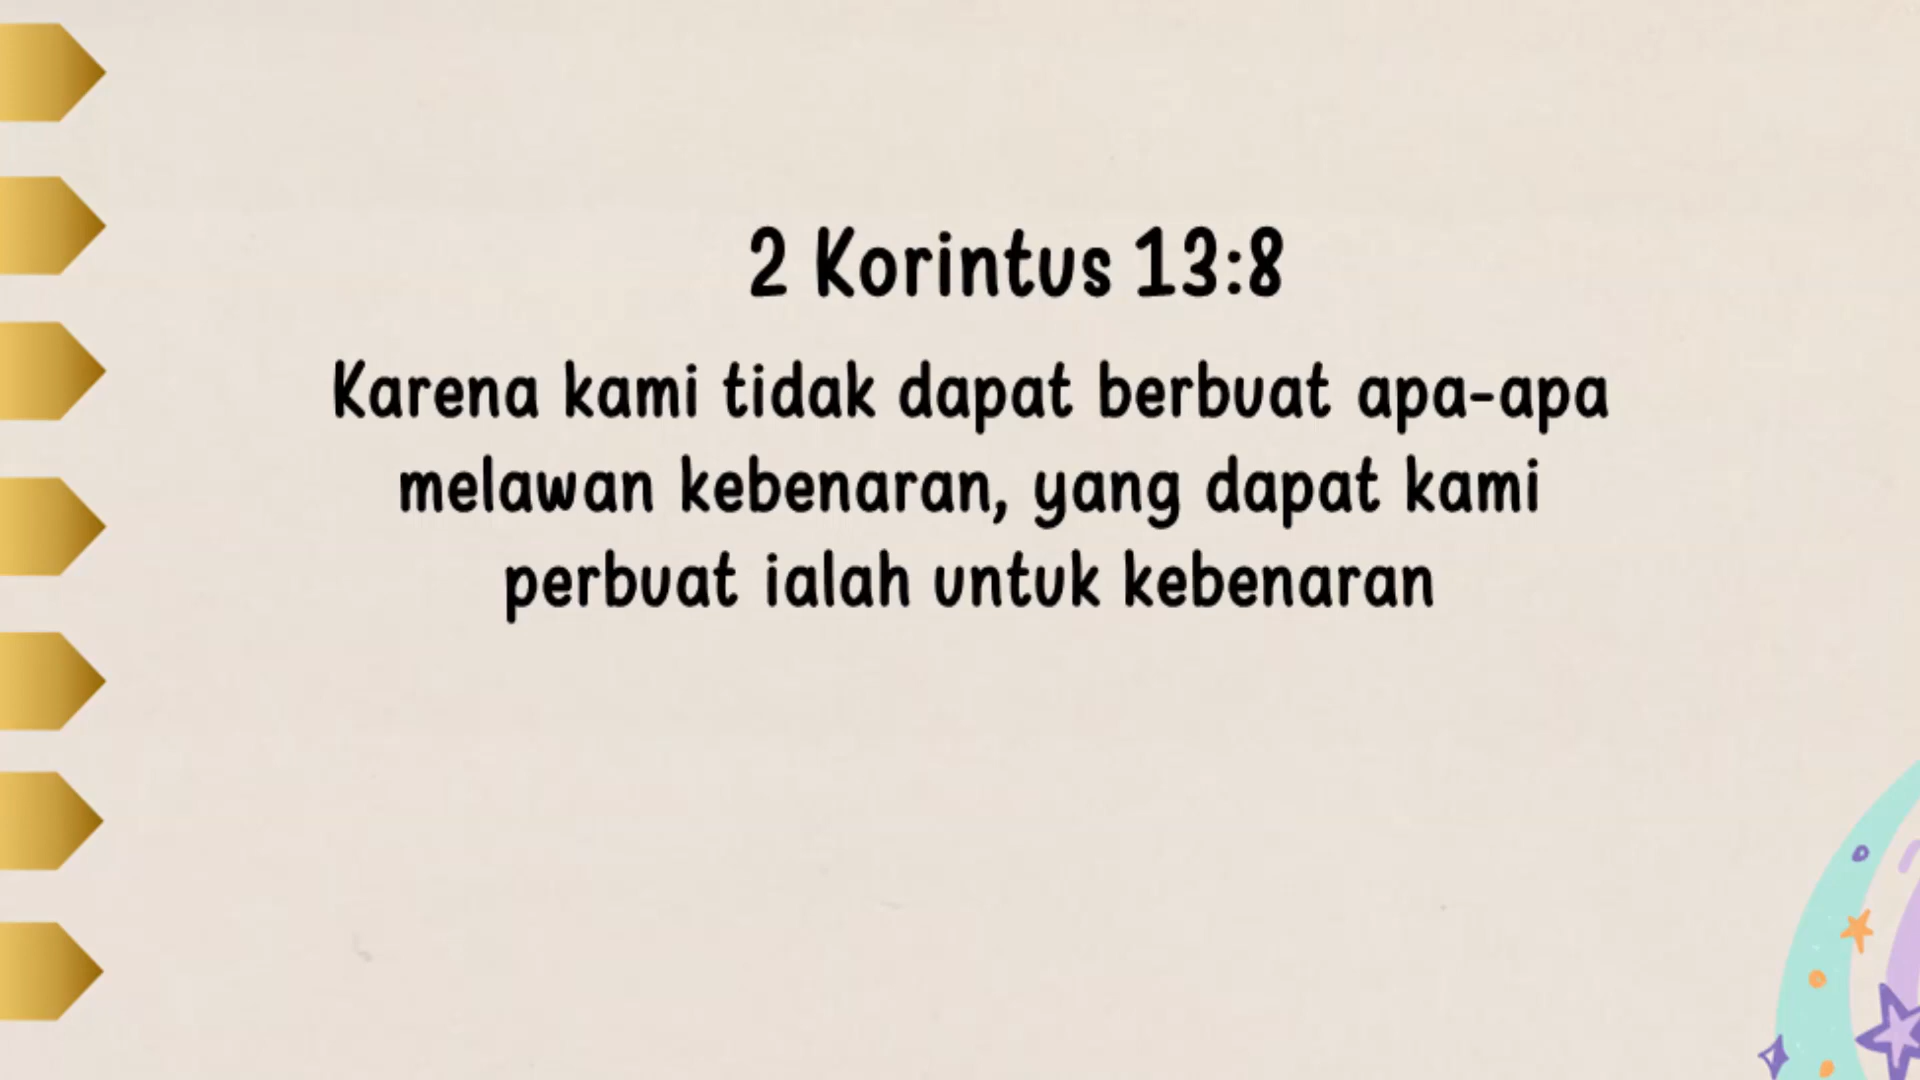 2 Korintus 13:8
Karena kami tidak dapat berbuat apa-apa
melawan kebenaran, yang dapat kami
perbuat ialah untuk kebenaran